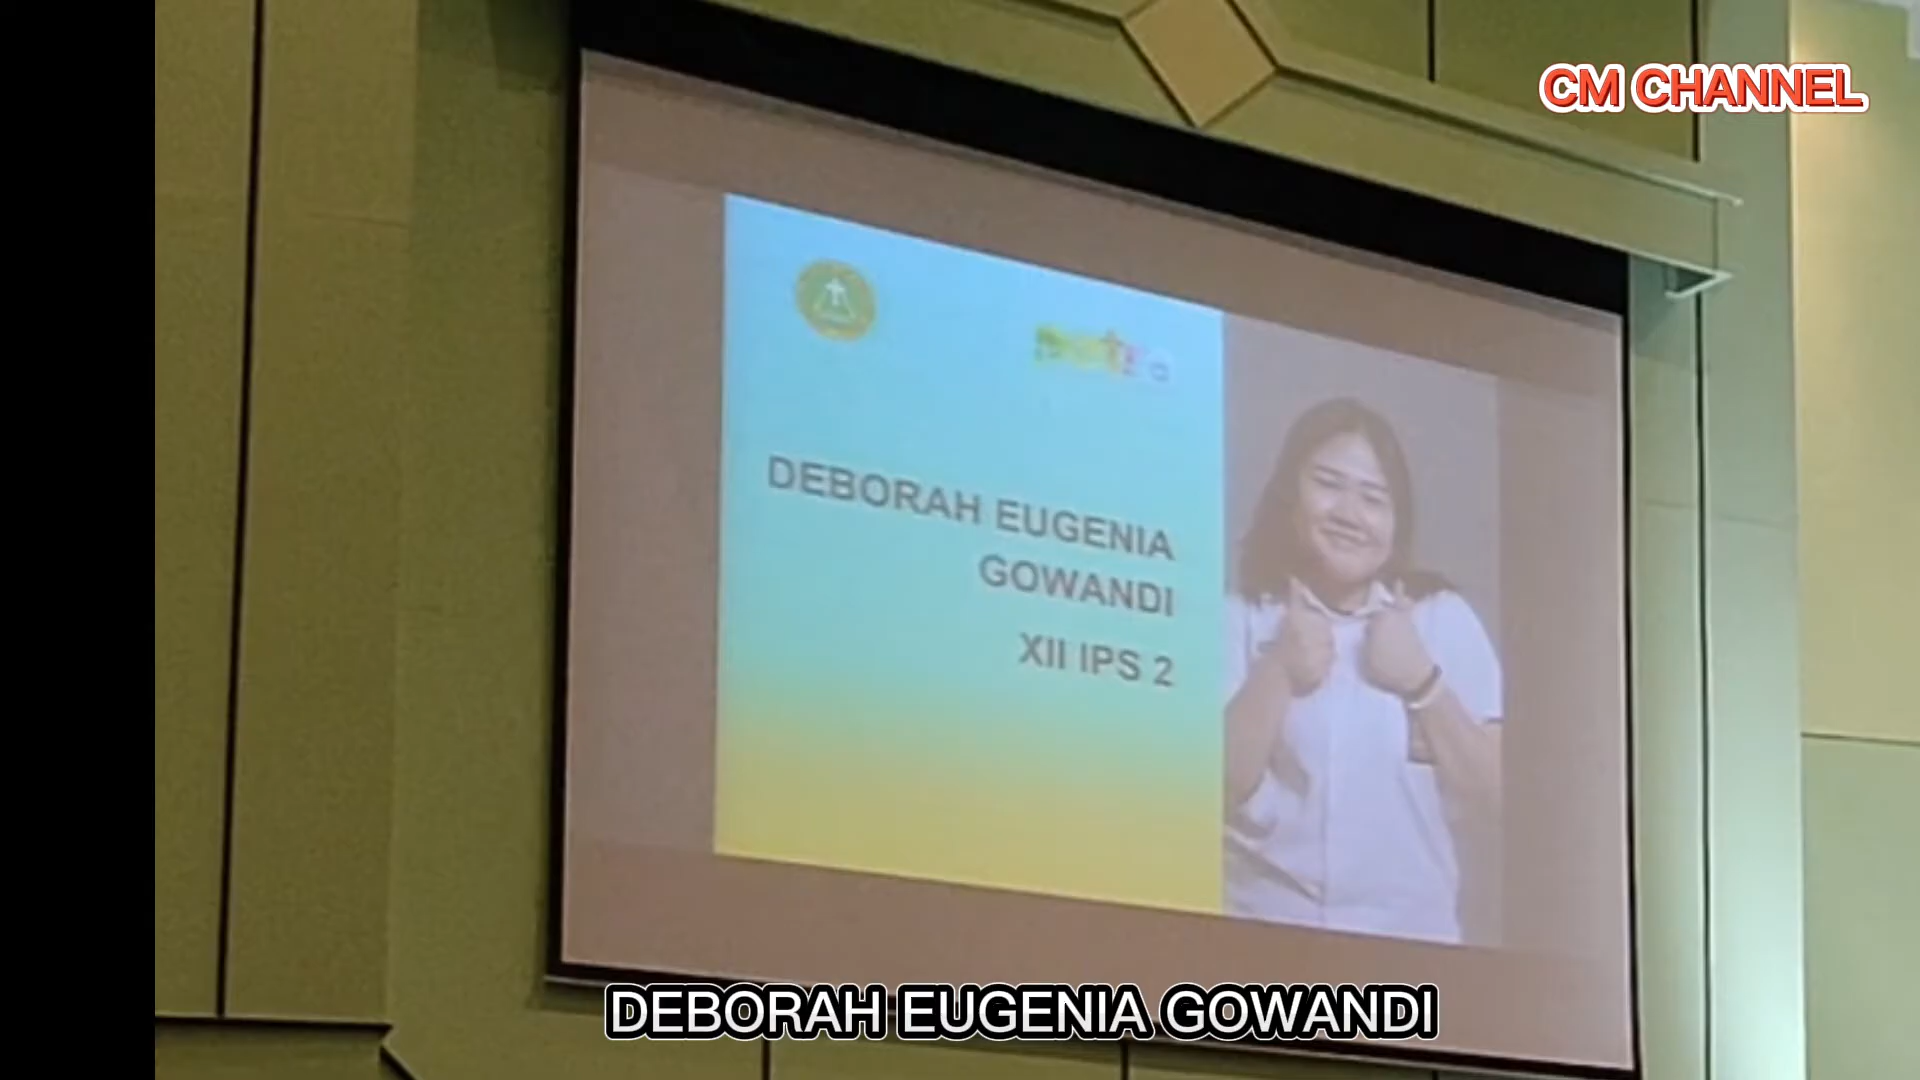 CM CHANNEL
DEBORAH EUGENIA
GOWANDI
XII IPS 2
DEBORAH EUGENIA GOWANDI